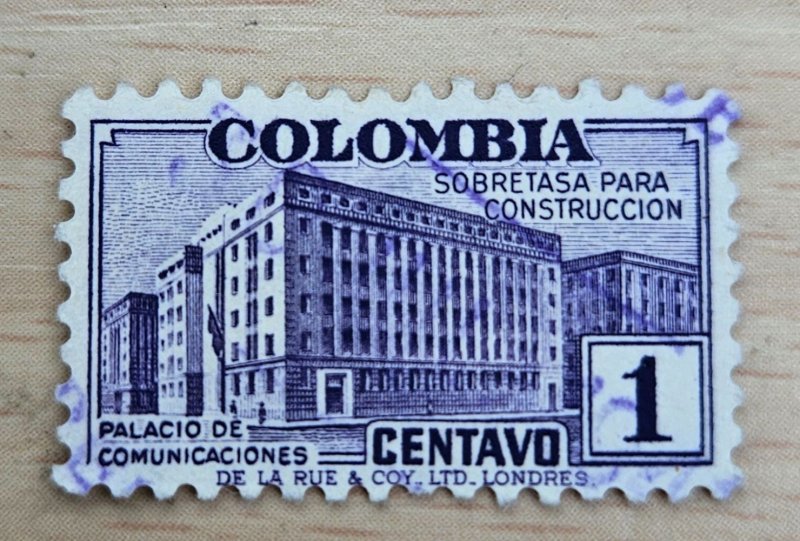 COLOMBIA
SOBRETASA PARA
CONSTRUCCION
1
PALACIO DE
COMUNICACIONES
CENTAVO
DE LA RUE & COY. LTD. LONDRES.